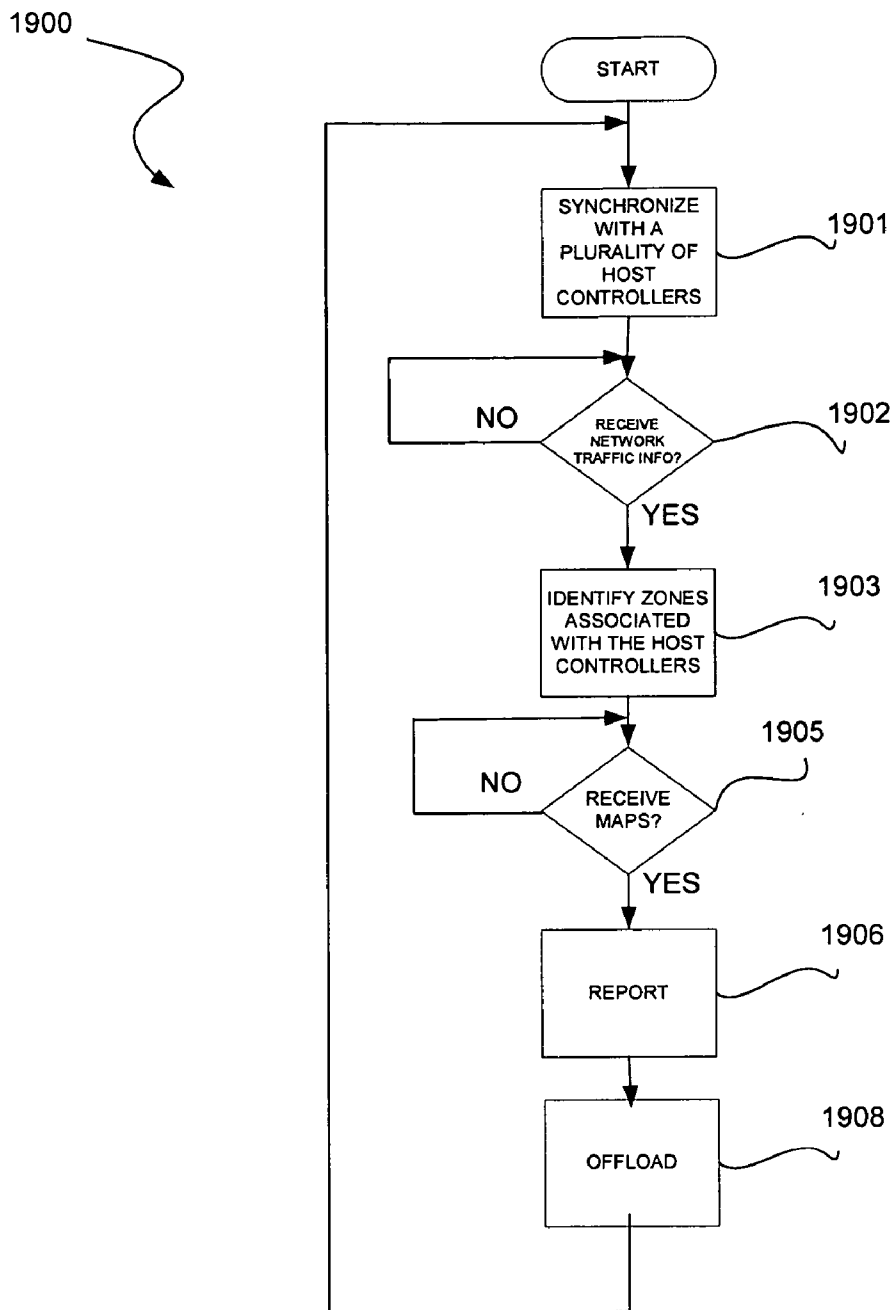 1900
START
SYNCHRONIZE
WITH A
PLURALITY OF
HOST
CONTROLLERS
1901
RECEIVE
NETWORK
TRAFFIC INFO?
NO
1902
YES
IDENTIFY ZONES
ASSOCIATED
WITH THE HOST
CONTROLLERS
1903
1905
RECEIVE
MAPS?
NO
YES
REPORT
1906
OFFLOAD
1908